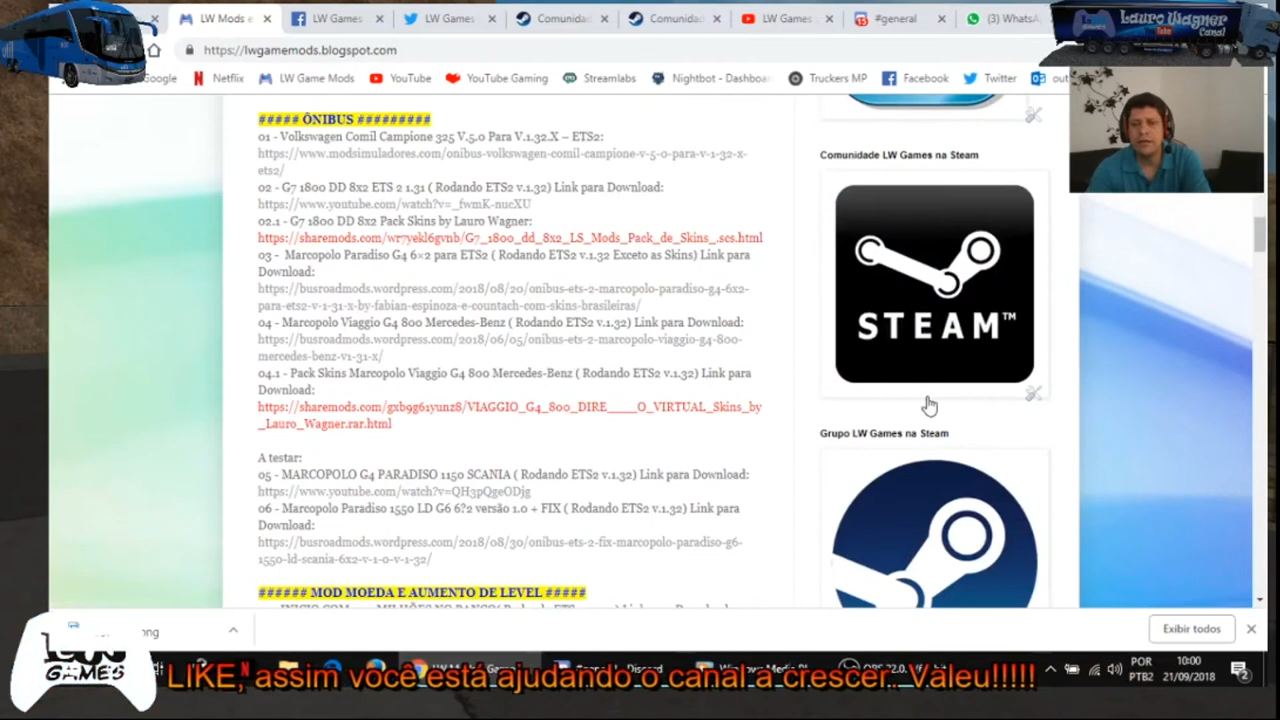 LW Mods e
LW Games
LW Games
Comunidad
Comunidad
LW Games
#general
(3) WhatsA
Lauro Wagner
Canal
https://lwgamemods.blogspot.com
Google
Netflix
LW Game Mods
YouTube
YouTube Gaming
Streamlabs
Nightbot - Dashboa
Truckers MP
Facebook
Twitter
##### ÔNIBUS #########
01 - Volkswagen Comil Campione 325 V.5.0 Para V.1.32.X – ETS2:
https://www.modsimuladores.com/onibus-volkswagen-comil-campione-v-5-0-para-v-1-32-x-
ets2/
02 - G7 1800 DD 8x2 ETS 2 1.31 ( Rodando ETS2 v.1.32) Link para Download:
https://www.youtube.com/watch?v=_fwmK-nucXU
02.1 - G7 1800 DD 8x2 Pack Skins by Lauro Wagner:
https://sharemods.com/wr7yekl6gvnb/G7_1800_dd_8x2_LS_Mods_Pack_de_Skins_.scs.html
03 - Marcopolo Paradiso G4 6×2 para ETS2 ( Rodando ETS2 v.1.32 Exceto as Skins) Link para
Download:
https://busroadmods.wordpress.com/2018/08/20/onibus-ets-2-marcopolo-paradiso-g4-6x2-
para-ets2-v-1-31-x-by-fabian-espinoza-e-countach-com-skins-brasileiras/
04 - Marcopolo Viaggio G4 800 Mercedes-Benz ( Rodando ETS2 v.1.32) Link para Download:
https://busroadmods.wordpress.com/2018/06/05/onibus-ets-2-marcopolo-viaggio-g4-800-
mercedes-benz-v1-31-x/
04.1 - Pack Skins Marcopolo Viaggio G4 800 Mercedes-Benz ( Rodando ETS2 v.1.32) Link para
Download:
https://sharemods.com/gxb9g61yunz8/VIAGGIO_G4_800_DIRE____O_VIRTUAL_Skins_by
_Lauro_Wagner.rar.html
A testar:
05 - MARCOPOLO G4 PARADISO 1150 SCANIA ( Rodando ETS2 v.1.32) Link para Download:
https://www.youtube.com/watch?v=QH3pQgeODjg
06 - Marcopolo Paradiso 1550 LD G6 6?2 versão 1.0 + FIX ( Rodando ETS2 v.1.32) Link para
Download:
https://busroadmods.wordpress.com/2018/08/30/onibus-ets-2-fix-marcopolo-paradiso-g6-
1550-ld-scania-6x2-v-1-0-v-1-32/
###### MOD MOEDA E AUMENTO DE LEVEL #####
Comunidade LW Games na Steam
STEAM™
Grupo LW Games na Steam
Exibir todos
GAMES
LIKE, assim você está ajudando o canal a crescer. Valeu!!!!!
POR
PTB2
10:00
21/09/2018
2